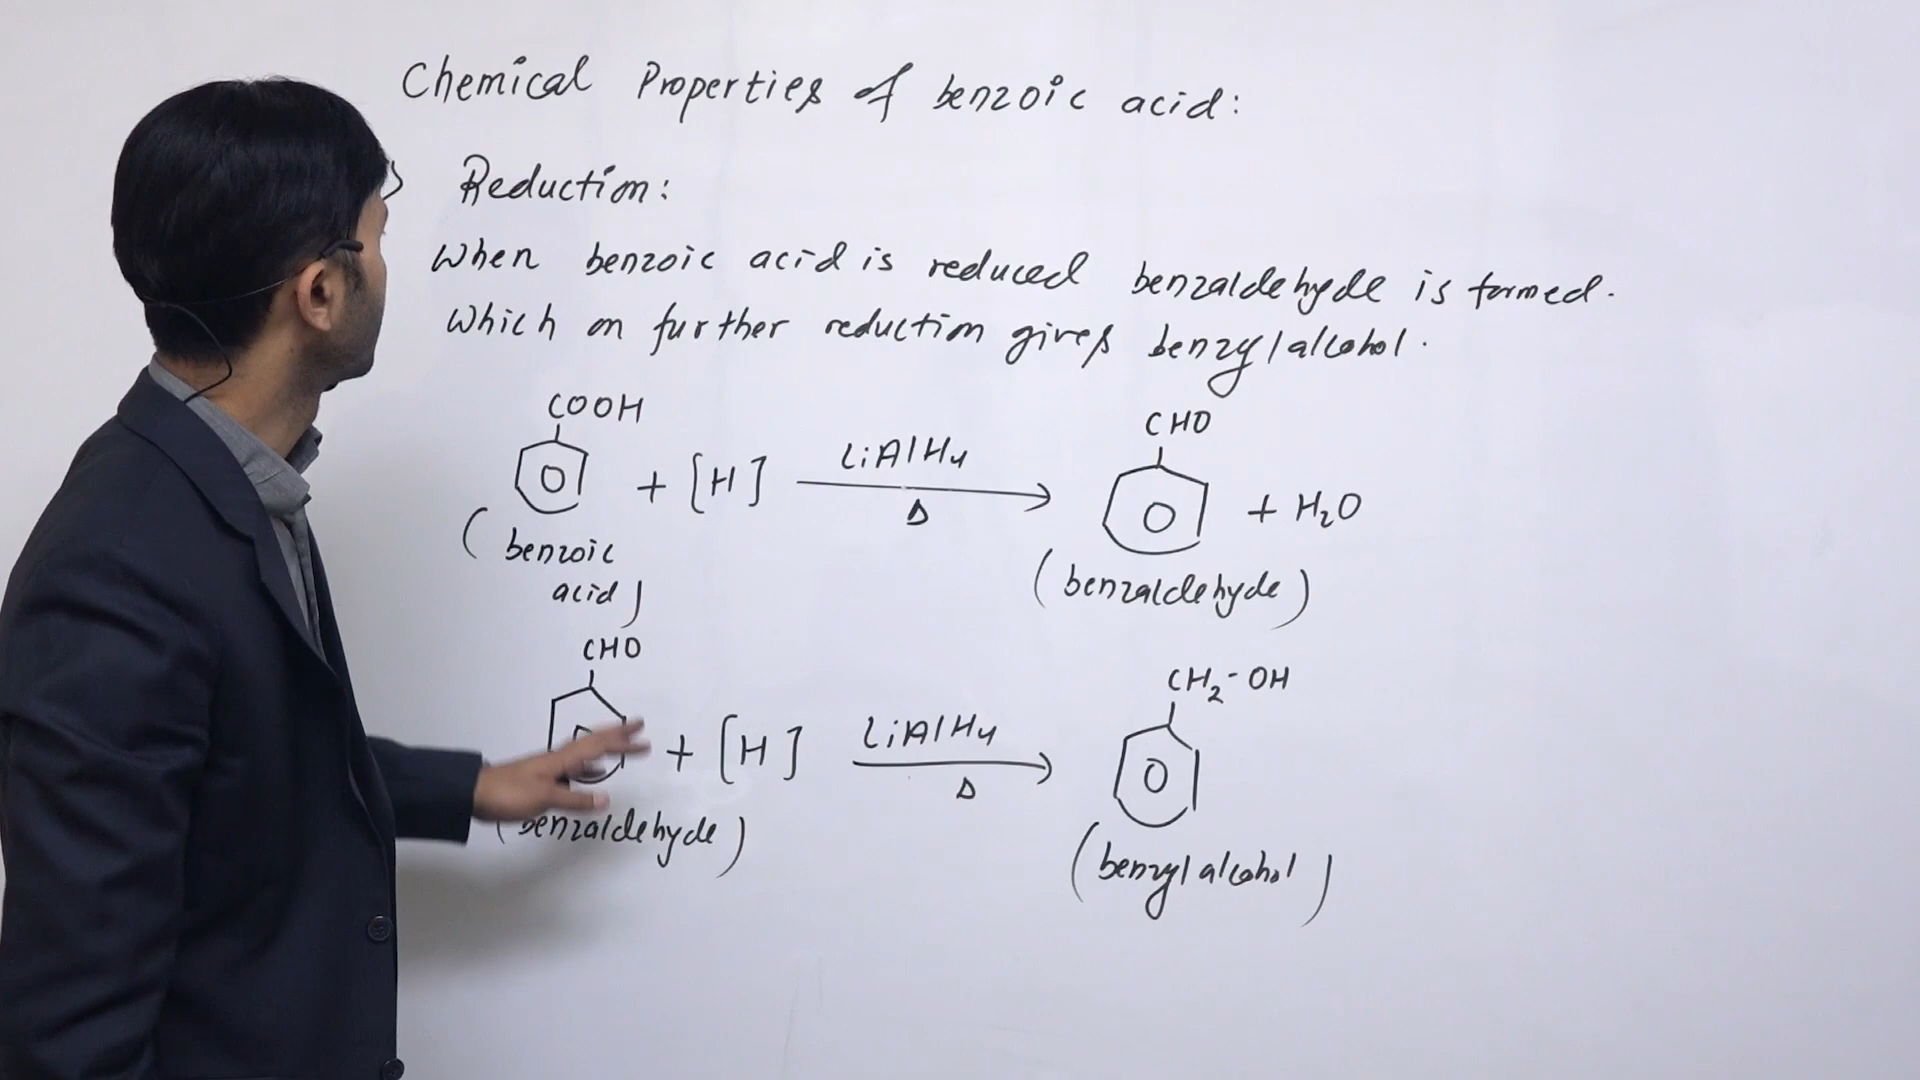 Chemical Properties of benzoic acid:
) Reduction:
When benzoic acid is reduced benzaldehyde is formed.
Which on further reduction gives benzylalcohol.
COOH
+ [H] LiAlH4 Δ → CHO + H2O
(benzoic acid)
(benzaldehyde)
CHO
+ [H] LiAlH4 Δ → CH2-OH
(benzaldehyde)
(benzylalcohol)